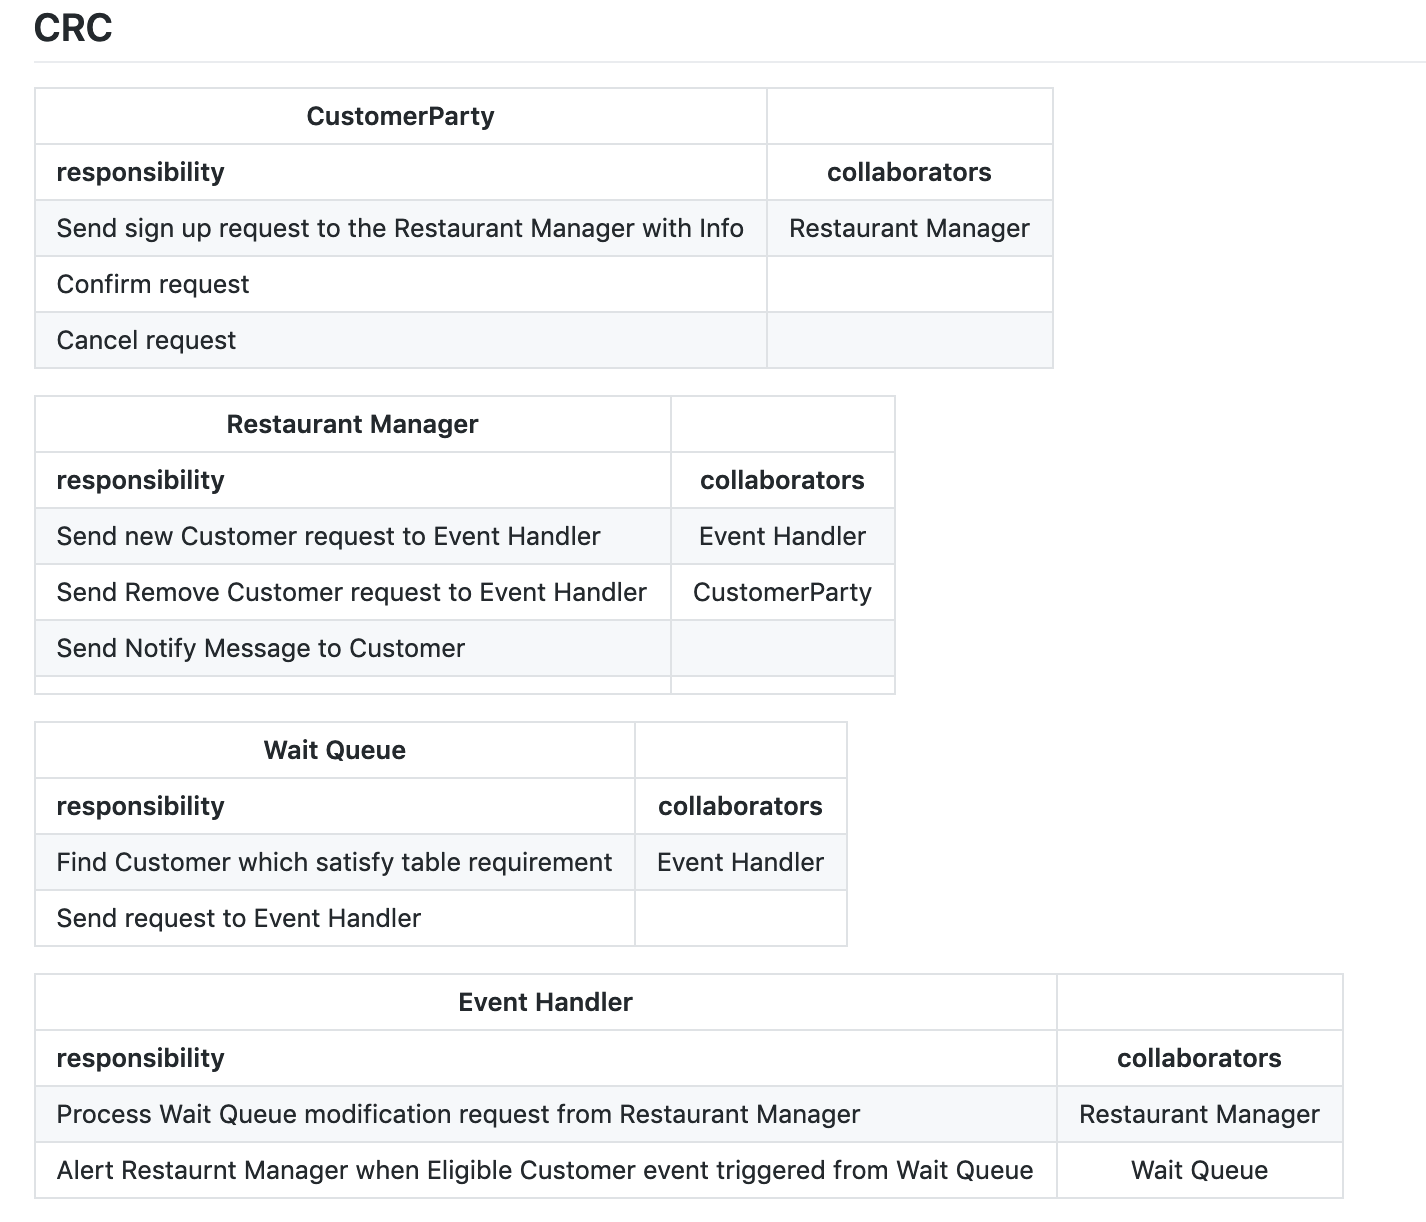 CRC
CustomerParty
responsibility collaborators
Send sign up request to the Restaurant Manager with Info Restaurant Manager
Confirm request
Cancel request
Restaurant Manager
responsibility collaborators
Send new Customer request to Event Handler Event Handler
Send Remove Customer request to Event Handler CustomerParty
Send Notify Message to Customer
Wait Queue
responsibility collaborators
Find Customer which satisfy table requirement Event Handler
Send request to Event Handler
Event Handler
responsibility collaborators
Process Wait Queue modification request from Restaurant Manager Restaurant Manager
Alert Restaurnt Manager when Eligible Customer event triggered from Wait Queue Wait Queue